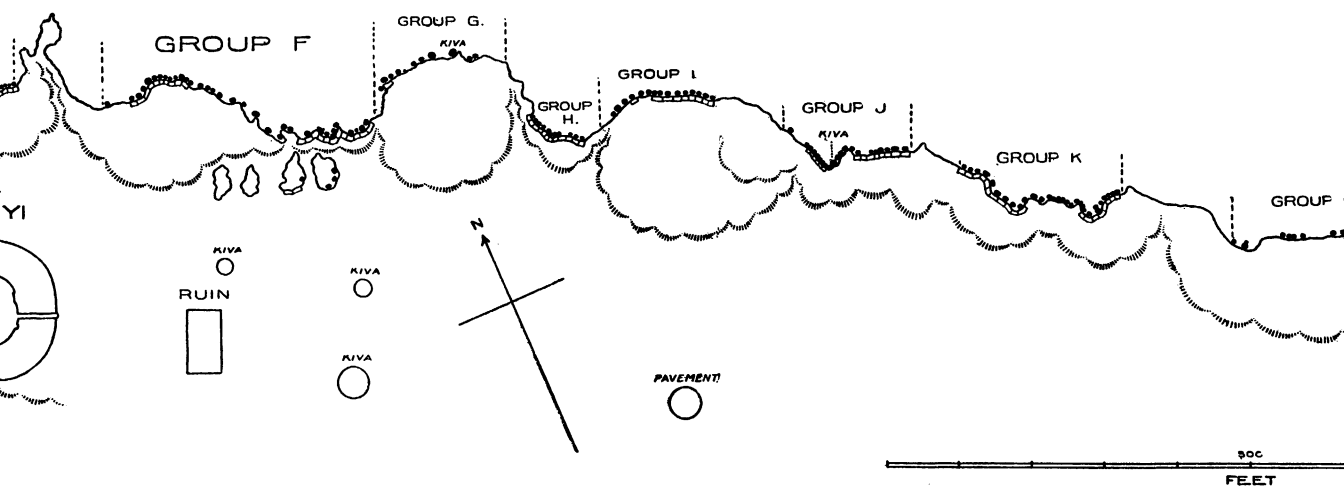 GROUP G.
GROUP F
KIVA
GROUP I.
GROUP
H.
GROUP J
KIVA
GROUP K
GROUP
YI
N
KIVA
KIVA
RUIN
KIVA
PAVEMENT
FEET